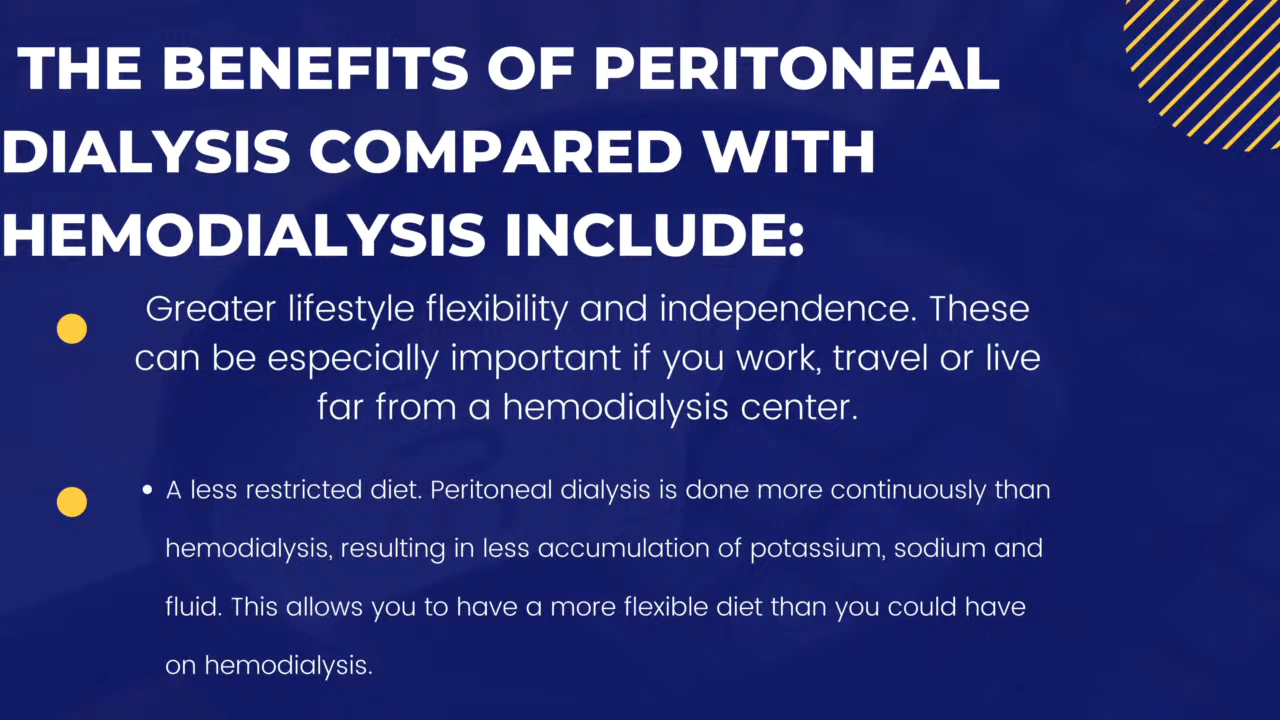 THE BENEFITS OF PERITONEAL
DIALYSIS COMPARED WITH
HEMODIALYSIS INCLUDE:
Greater lifestyle flexibility and independence. These
can be especially important if you work, travel or live
far from a hemodialysis center.
• A less restricted diet. Peritoneal dialysis is done more continuously than
hemodialysis, resulting in less accumulation of potassium, sodium and
fluid. This allows you to have a more flexible diet than you could have
on hemodialysis.